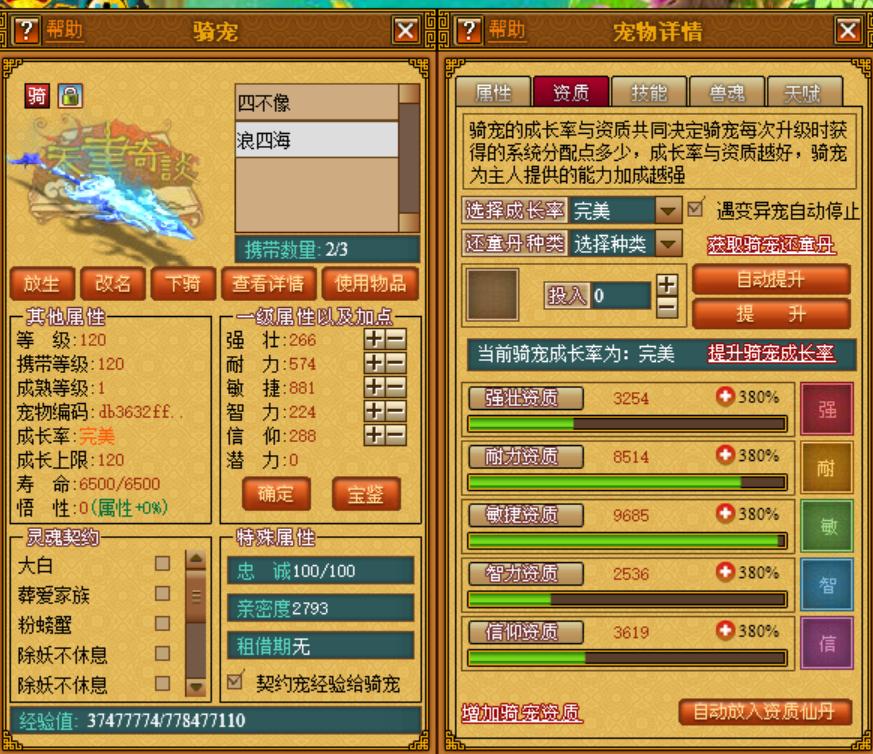 ? 帮助 骑宠
骑
四不像
浪四海
携带数量: 2/3
放生 改名 下骑 查看详情 使用物品
其他属性
等 级:120
携带等级:120
成熟等级:1
宠物编码:db3632ff..
成长率:完美
成长上限:120
寿 命:6500/6500
悟 性:0(属性+0%)
一级属性以及加点
强 壮:266
耐 力:574
敏 捷:881
智 力:224
信 仰:288
潜 力:0
确定 宝鉴
灵魂契约
大白
葬爱家族
粉螃蟹
除妖不休息
除妖不休息
特殊属性
忠 诚100/100
亲密度2793
租借期无
契约宠经验给骑宠
经验值: 37477774/778477110
? 帮助 宠物详情
属性 资质 技能 兽魂 天赋
骑宠的成长率与资质共同决定骑宠每次升级时获
得的系统分配点多少，成长率与资质越好，骑宠
为主人提供的能力加成越强
选择成长率 完美 遇变异宠自动停止
还童丹种类 选择种类 获取骑宠还童丹
投入 0
自动提升
提 升
当前骑宠成长率为：完美 提升骑宠成长率
强壮资质 3254 380% 强
耐力资质 8514 380% 耐
敏捷资质 9685 380% 敏
智力资质 2536 380% 智
信仰资质 3619 380% 信
增加骑宠资质 自动放入资质仙丹